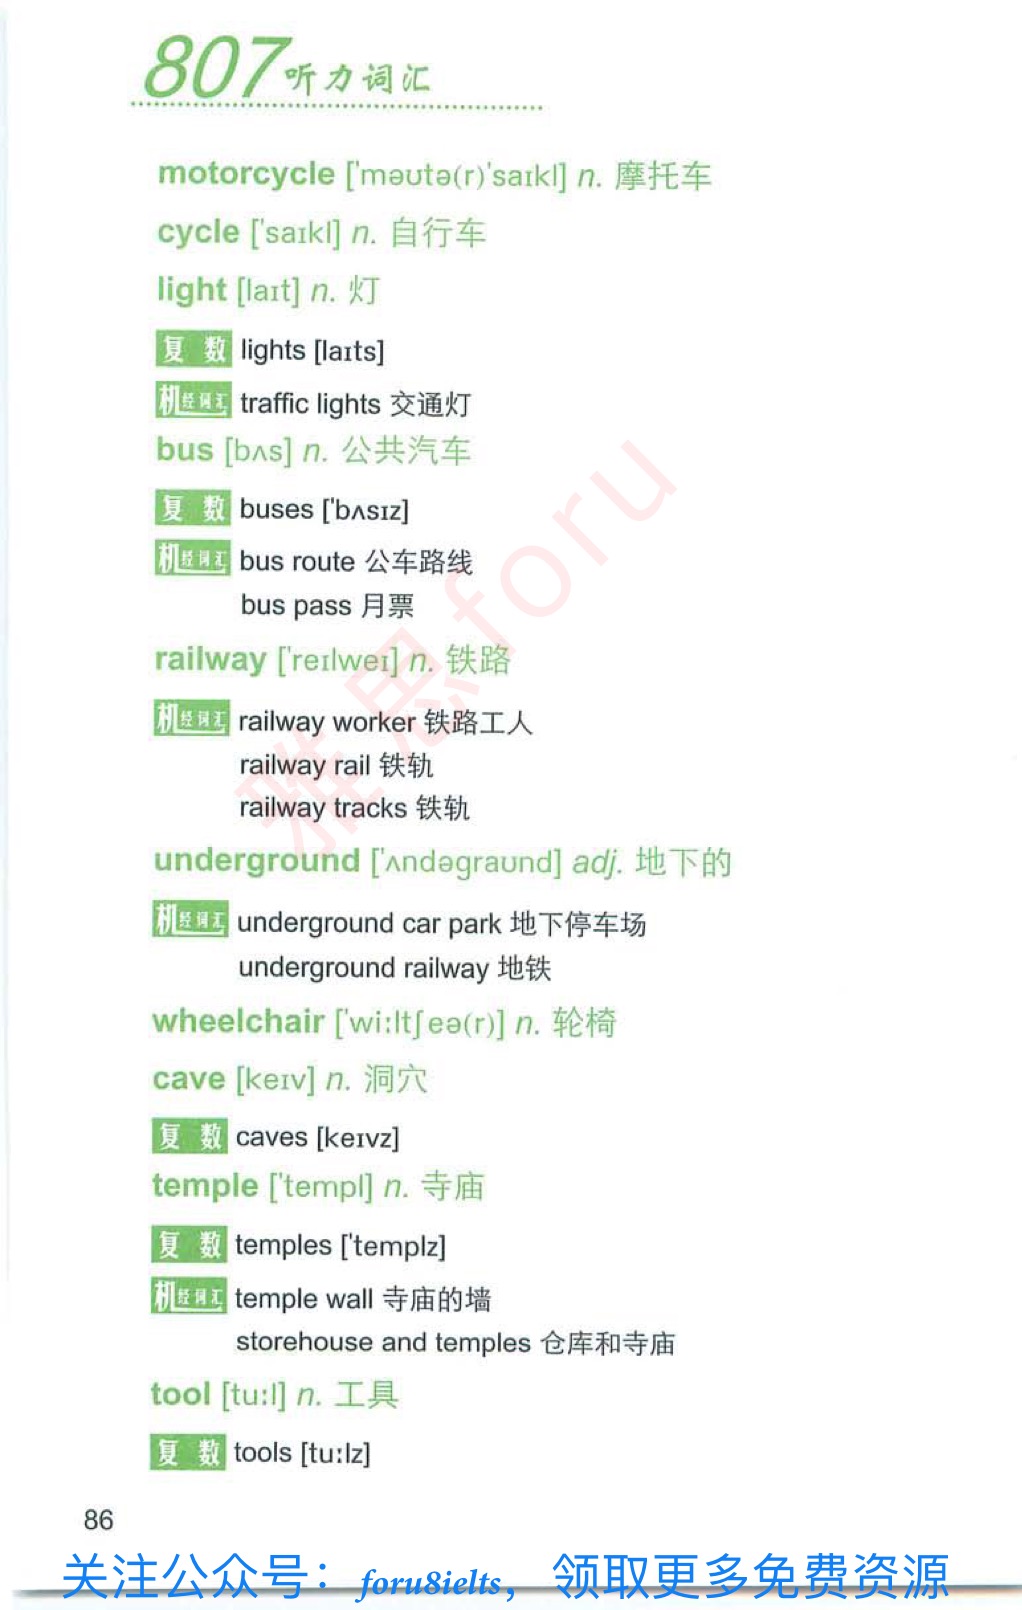 807听力词汇
motorcycle ['məʊtə(r)'saɪkl] n. 摩托车
cycle ['saɪkl] n. 自行车
light [laɪt] n. 灯
复数 lights [laɪts]
机经词汇 traffic lights 交通灯
bus [bʌs] n. 公共汽车
复数 buses ['bʌsɪz]
机经词汇 bus route 公车路线
bus pass 月票
railway ['reɪlweɪ] n. 铁路
机经词汇 railway worker 铁路工人
railway rail 铁轨
railway tracks 铁轨
underground ['ʌndəgraʊnd] adj. 地下的
机经词汇 underground car park 地下停车场
underground railway 地铁
wheelchair ['wi:ltʃeə(r)] n. 轮椅
cave [keɪv] n. 洞穴
复数 caves [keɪvz]
temple ['templ] n. 寺庙
复数 temples ['templz]
机经词汇 temple wall 寺庙的墙
storehouse and temples 仓库和寺庙
tool [tu:l] n. 工具
复数 tools [tu:lz]
雅思foru
86
关注公众号：foru8ielts，领取更多免费资源